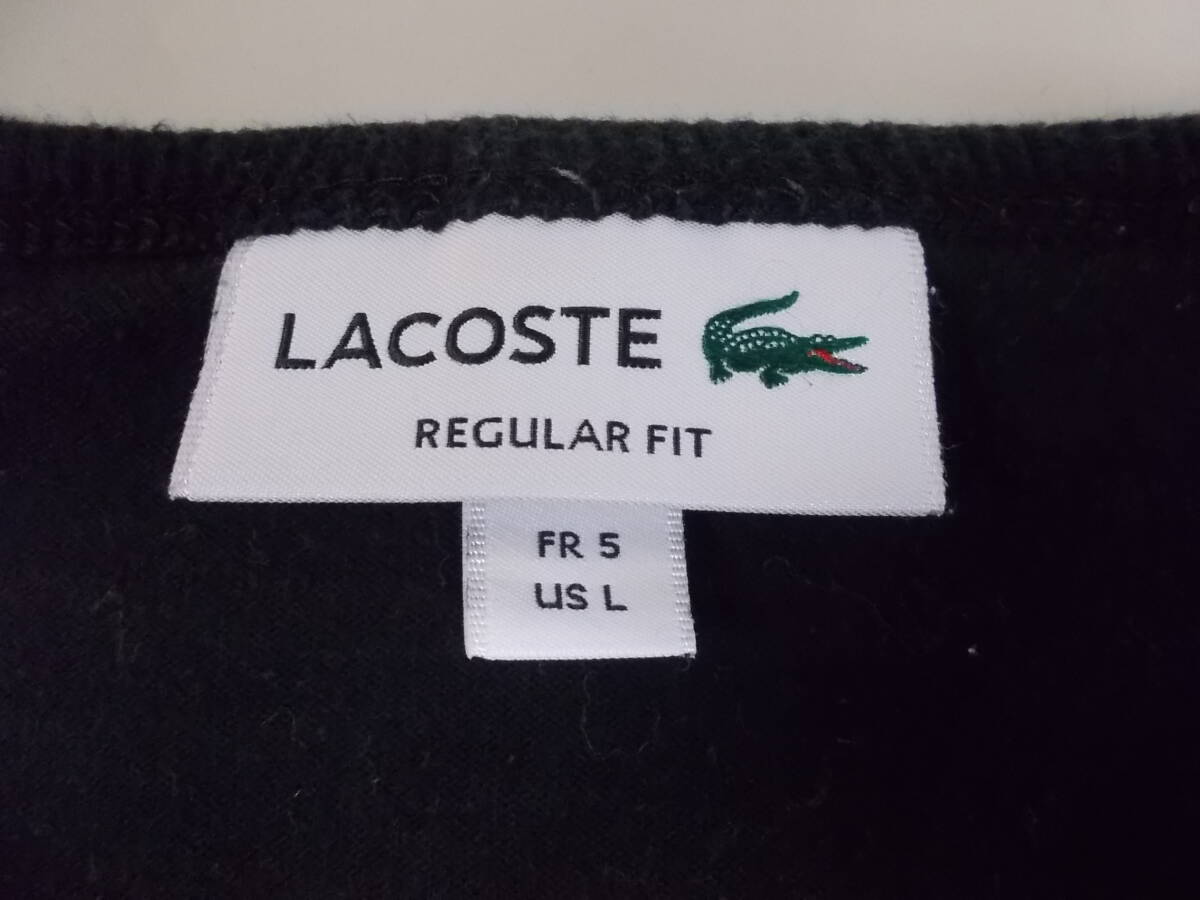 LACOSTE
REGULAR FIT
FR 5
US L